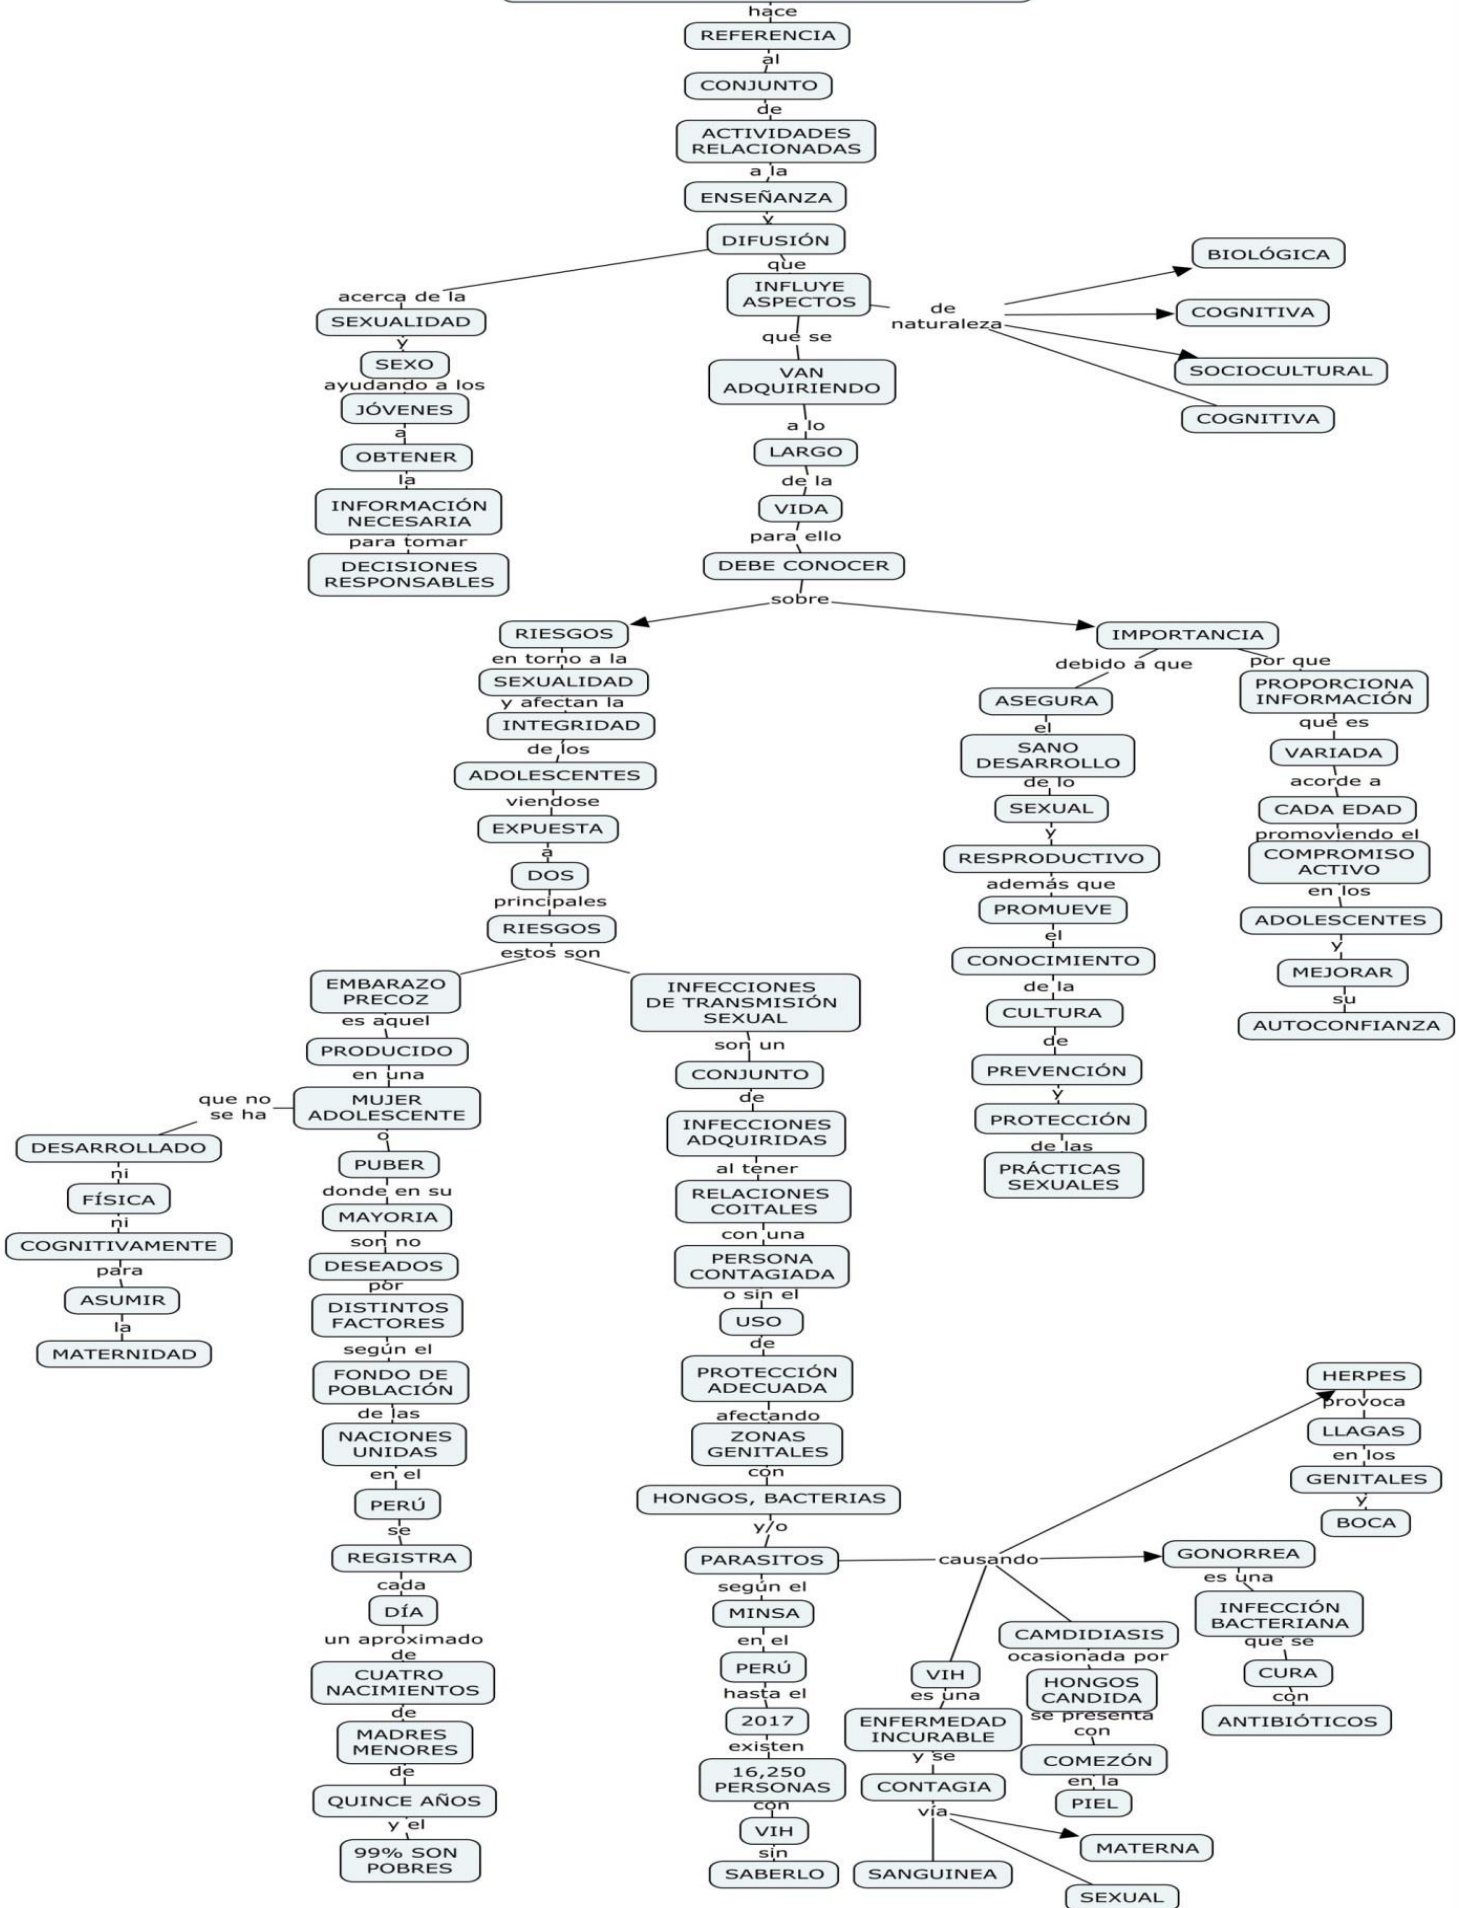 hace
REFERENCIA
al
CONJUNTO
de
ACTIVIDADES
RELACIONADAS
a la
ENSEÑANZA
y
DIFUSIÓN
acerca de la
SEXUALIDAD
y
SEXO
ayudando a los
JÓVENES
a
OBTENER
la
INFORMACIÓN
NECESARIA
para tomar
DECISIONES
RESPONSABLES
que
INFLUYE
ASPECTOS
de
naturaleza
BIOLÓGICA
COGNITIVA
SOCIOCULTURAL
COGNITIVA
que se
VAN
ADQUIRIENDO
a lo
LARGO
de la
VIDA
para ello
DEBE CONOCER
sobre
RIESGOS
en torno a la
SEXUALIDAD
y afectan la
INTEGRIDAD
de los
ADOLESCENTES
viendose
EXPUESTA
a
DOS
principales
RIESGOS
estos son
EMBARAZO
PRECOZ
es aquel
PRODUCIDO
en una
MUJER
ADOLESCENTE
que no
se ha
DESARROLLADO
ni
FÍSICA
ni
COGNITIVAMENTE
para
ASUMIR
la
MATERNIDAD
o
PUBER
donde en su
MAYORIA
son no
DESEADOS
por
DISTINTOS
FACTORES
según el
FONDO DE
POBLACIÓN
de las
NACIONES
UNIDAS
en el
PERÚ
se
REGISTRA
cada
DÍA
un aproximado
de
CUATRO
NACIMIENTOS
de
MADRES
MENORES
de
QUINCE AÑOS
y el
99% SON
POBRES
INFECCIONES
DE TRANSMISIÓN
SEXUAL
son un
CONJUNTO
de
INFECCIONES
ADQUIRIDAS
al tener
RELACIONES
COITALES
con una
PERSONA
CONTAGIADA
o sin el
USO
de
PROTECCIÓN
ADECUADA
afectando
ZONAS
GENITALES
con
HONGOS, BACTERIAS
y/o
PARASITOS
según el
MINSA
en el
PERÚ
hasta el
2017
existen
16,250
PERSONAS
con
VIH
sin
SABERLO
causando
VIH
es una
ENFERMEDAD
INCURABLE
y se
CONTAGIA
vía
SANGUINEA
MATERNA
SEXUAL
CAMDIDIASIS
ocasionada por
HONGOS
CANDIDA
se presenta
con
COMEZÓN
en la
PIEL
GONORREA
es una
INFECCIÓN
BACTERIANA
que se
CURA
con
ANTIBIÓTICOS
HERPES
provoca
LLAGAS
en los
GENITALES
y
BOCA
IMPORTANCIA
debido a que
ASEGURA
el
SANO
DESARROLLO
de lo
SEXUAL
y
RESPRODUCTIVO
además que
PROMUEVE
el
CONOCIMIENTO
de la
CULTURA
de
PREVENCIÓN
y
PROTECCIÓN
de las
PRÁCTICAS
SEXUALES
por que
PROPORCIONA
INFORMACIÓN
que es
VARIADA
acorde a
CADA EDAD
promoviendo el
COMPROMISO
ACTIVO
en los
ADOLESCENTES
y
MEJORAR
su
AUTOCONFIANZA